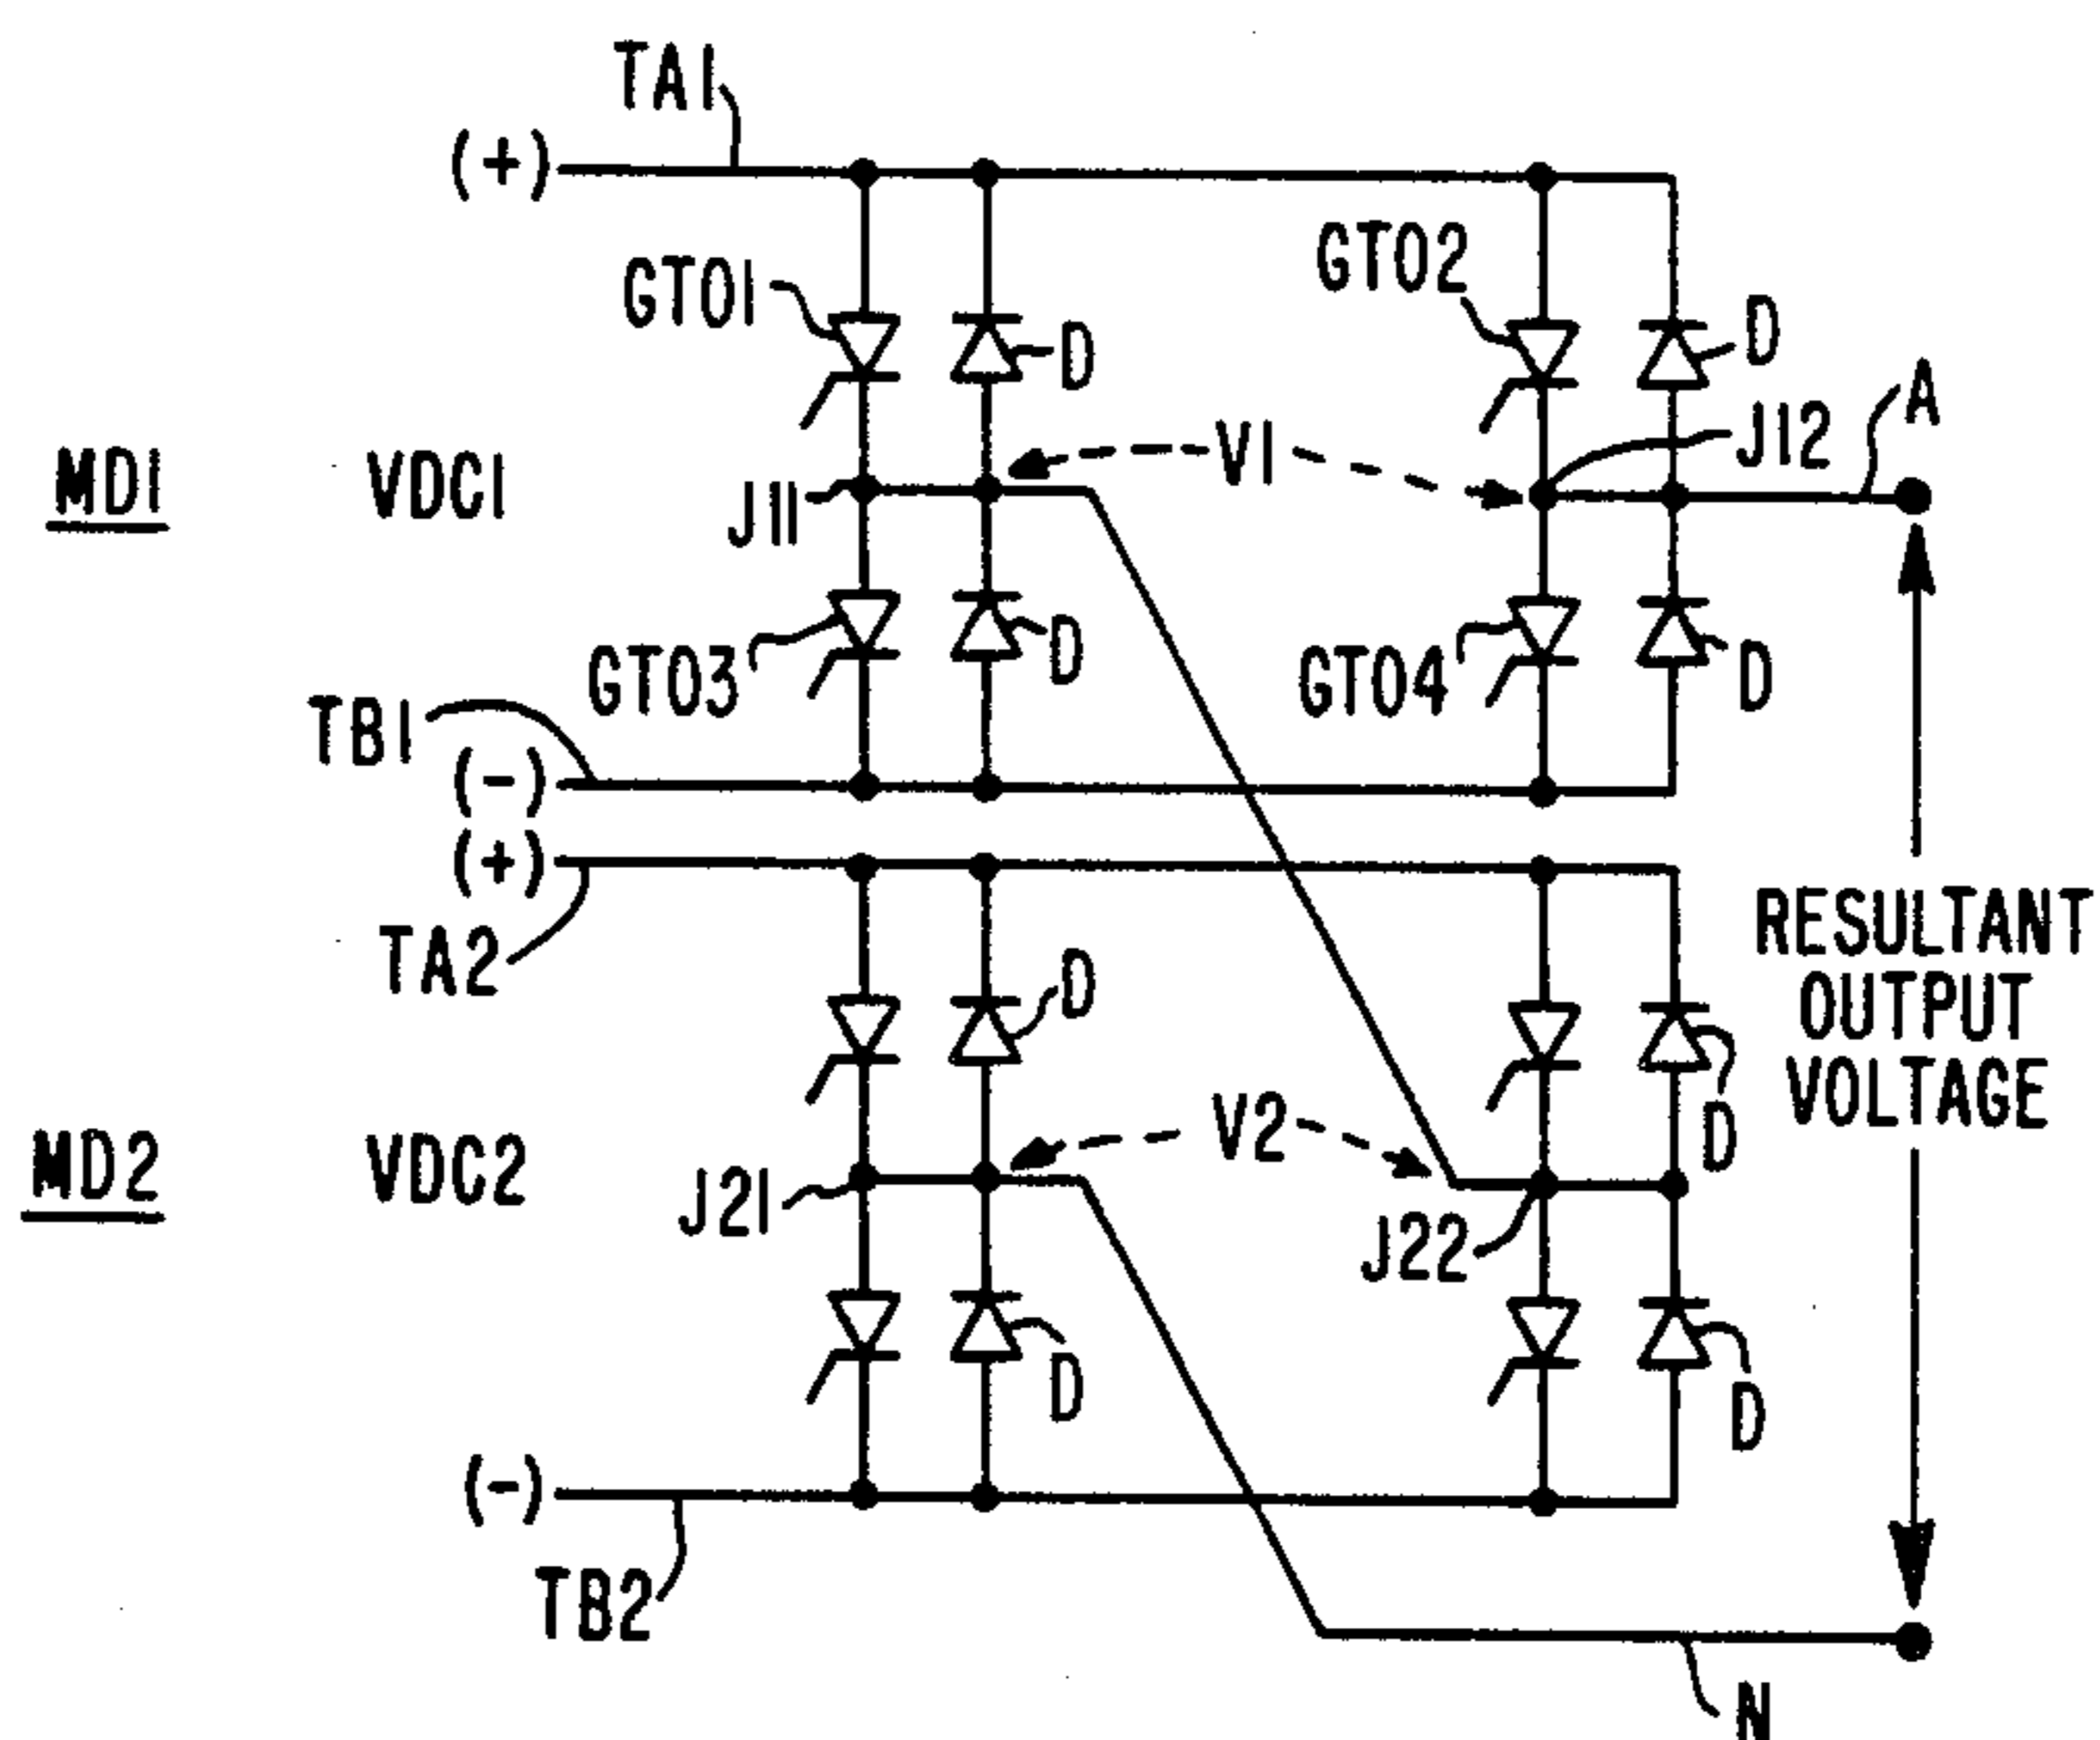 TA1
(+)
GTO1
GTO2
D
D
A
V1
J12
MD1
VDC1
J11
GTO3
D
GTO4
D
TB1
(-)
(+)
TA2
RESULTANT
OUTPUT
VOLTAGE
D
D
V2
MD2
VDC2
J21
J22
D
D
(-)
TB2
N